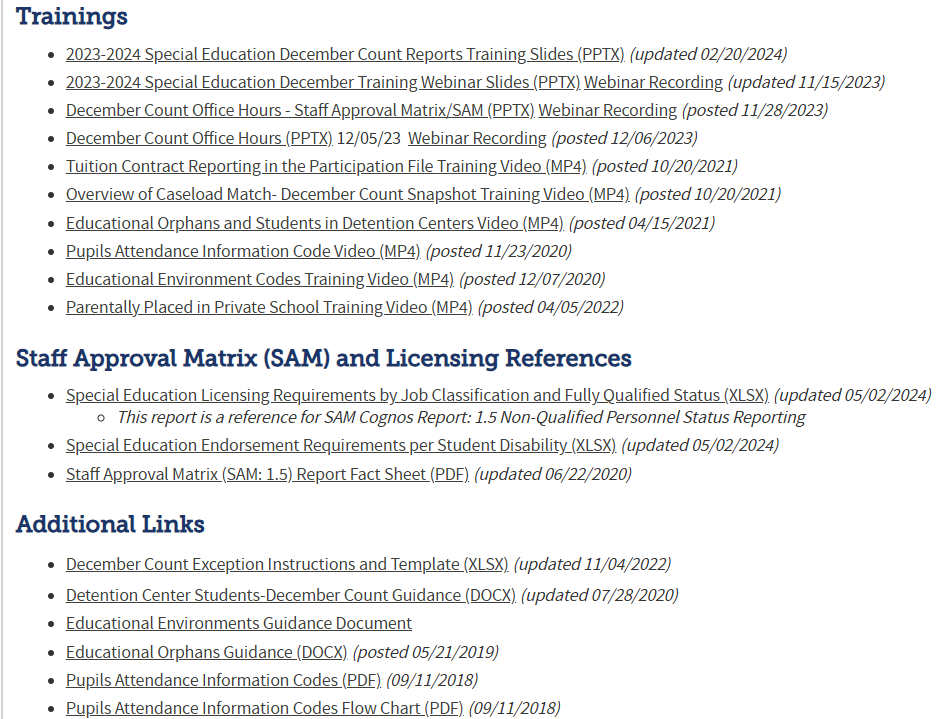 Trainings
2023-2024 Special Education December Count Reports Training Slides (PPTX) (updated 02/20/2024)
2023-2024 Special Education December Training Webinar Slides (PPTX) Webinar Recording (updated 11/15/2023)
December Count Office Hours - Staff Approval Matrix/SAM (PPTX) Webinar Recording (posted 11/28/2023)
December Count Office Hours (PPTX) 12/05/23 Webinar Recording (posted 12/06/2023)
Tuition Contract Reporting in the Participation File Training Video (MP4) (posted 10/20/2021)
Overview of Caseload Match- December Count Snapshot Training Video (MP4) (posted 10/20/2021)
Educational Orphans and Students in Detention Centers Video (MP4) (posted 04/15/2021)
Pupils Attendance Information Code Video (MP4) (posted 11/23/2020)
Educational Environment Codes Training Video (MP4) (posted 12/07/2020)
Parentally Placed in Private School Training Video (MP4) (posted 04/05/2022)
Staff Approval Matrix (SAM) and Licensing References
Special Education Licensing Requirements by Job Classification and Fully Qualified Status (XLSX) (updated 05/02/2024)
This report is a reference for SAM Cognos Report: 1.5 Non-Qualified Personnel Status Reporting
Special Education Endorsement Requirements per Student Disability (XLSX) (updated 05/02/2024)
Staff Approval Matrix (SAM: 1.5) Report Fact Sheet (PDF) (updated 06/22/2020)
Additional Links
December Count Exception Instructions and Template (XLSX) (updated 11/04/2022)
Detention Center Students-December Count Guidance (DOCX) (updated 07/28/2020)
Educational Environments Guidance Document
Educational Orphans Guidance (DOCX) (posted 05/21/2019)
Pupils Attendance Information Codes (PDF) (09/11/2018)
Pupils Attendance Information Codes Flow Chart (PDF) (09/11/2018)